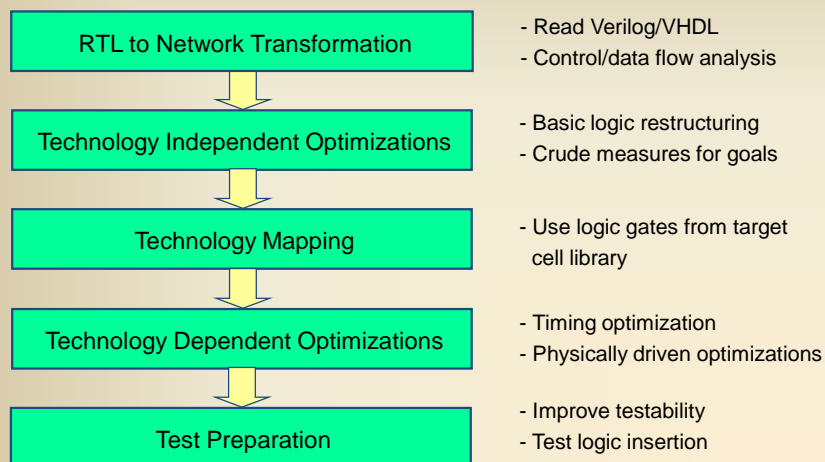 RTL to Network Transformation
- Read Verilog/VHDL
- Control/data flow analysis
Technology Independent Optimizations
- Basic logic restructuring
- Crude measures for goals
Technology Mapping
- Use logic gates from target
cell library
Technology Dependent Optimizations
- Timing optimization
- Physically driven optimizations
Test Preparation
- Improve testability
- Test logic insertion